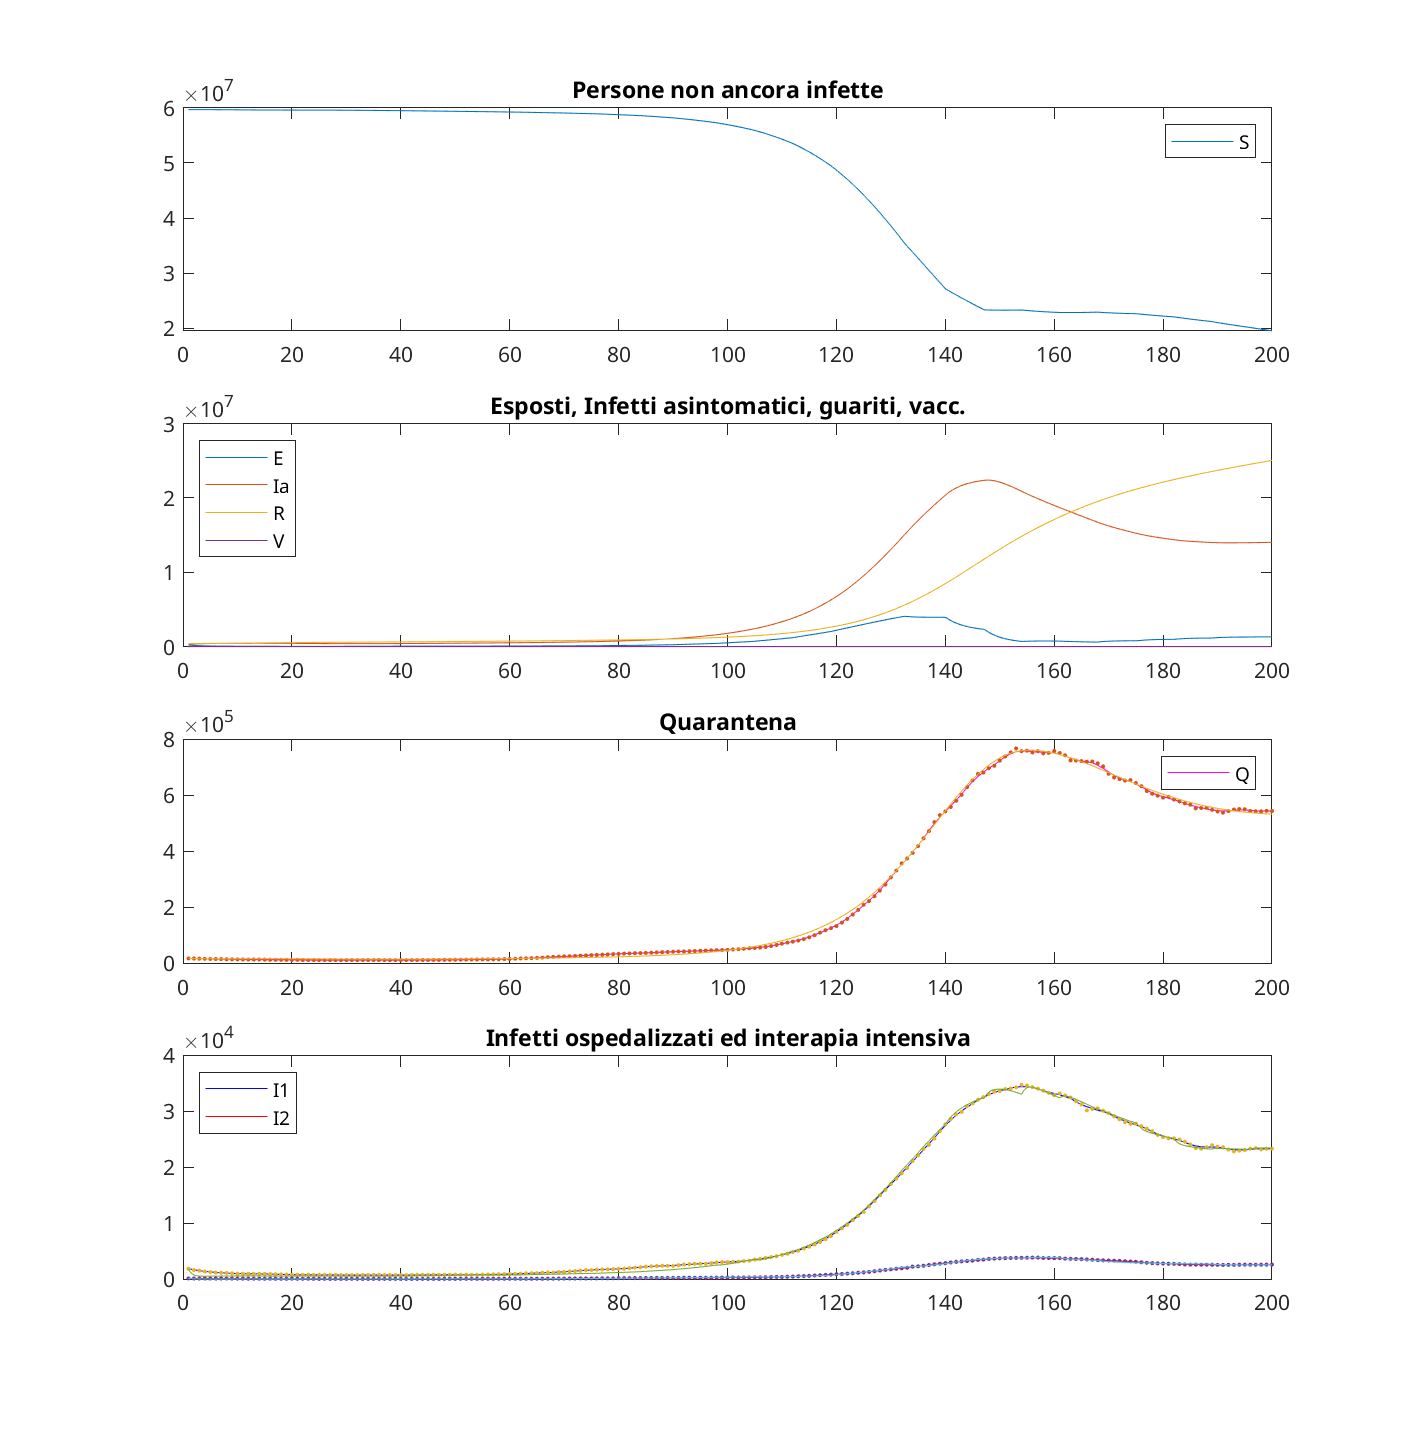 ×10^7
Persone non ancora infette
6
5
4
3
2
S
0 20 40 60 80 100 120 140 160 180 200
×10^7
Esposti, Infetti asintomatici, guariti, vacc.
3
2
1
0
E
Ia
R
V
0 20 40 60 80 100 120 140 160 180 200
×10^5
Quarantena
8
6
4
2
0
Q
0 20 40 60 80 100 120 140 160 180 200
×10^4
Infetti ospedalizzati ed interapia intensiva
4
3
2
1
0
I1
I2
0 20 40 60 80 100 120 140 160 180 200